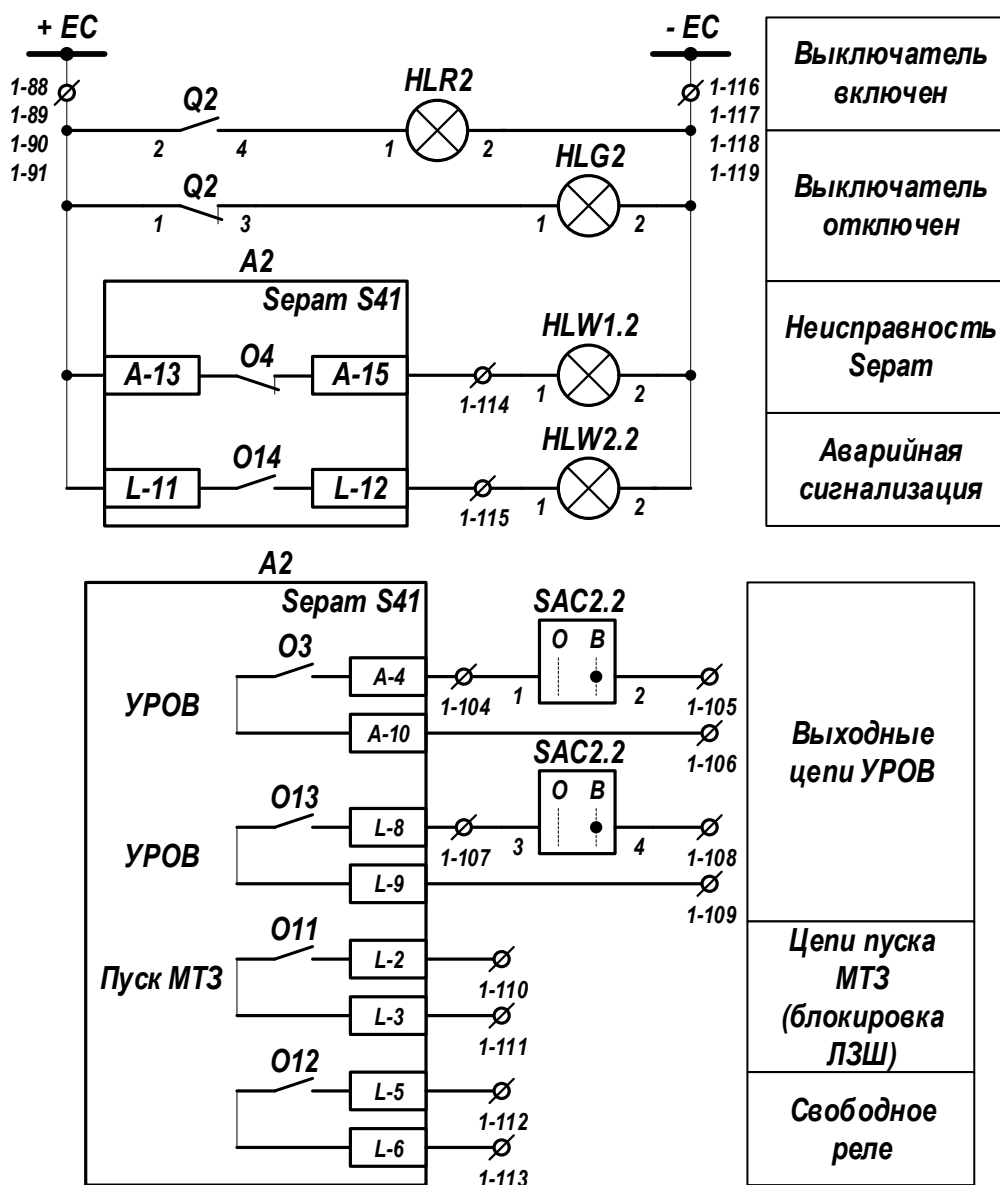 + EC
- EC
Выключатель
включен
1-88
1-89
1-90
1-91
Q2
HLR2
2
4
1
2
1-116
1-117
1-118
1-119
Q2
HLG2
1
3
1
2
Выключатель
отключен
A2
Sepam S41
A-13
O4
A-15
1-114
HLW1.2
1
2
Неисправность
Sepam
L-11
O14
L-12
1-115
HLW2.2
1
2
Аварийная
сигнализация
A2
Sepam S41
SAC2.2
O3
O В
УРОВ
A-4
1-104
1
2
1-105
A-10
1-106
SAC2.2
O13
O В
УРОВ
L-8
1-107
3
4
1-108
L-9
1-109
Выходные
цепи УРОВ
O11
Пуск МТЗ
L-2
1-110
L-3
1-111
Цепи пуска
МТЗ
(блокировка
ЛЗШ)
O12
L-5
1-112
L-6
1-113
Свободное
реле